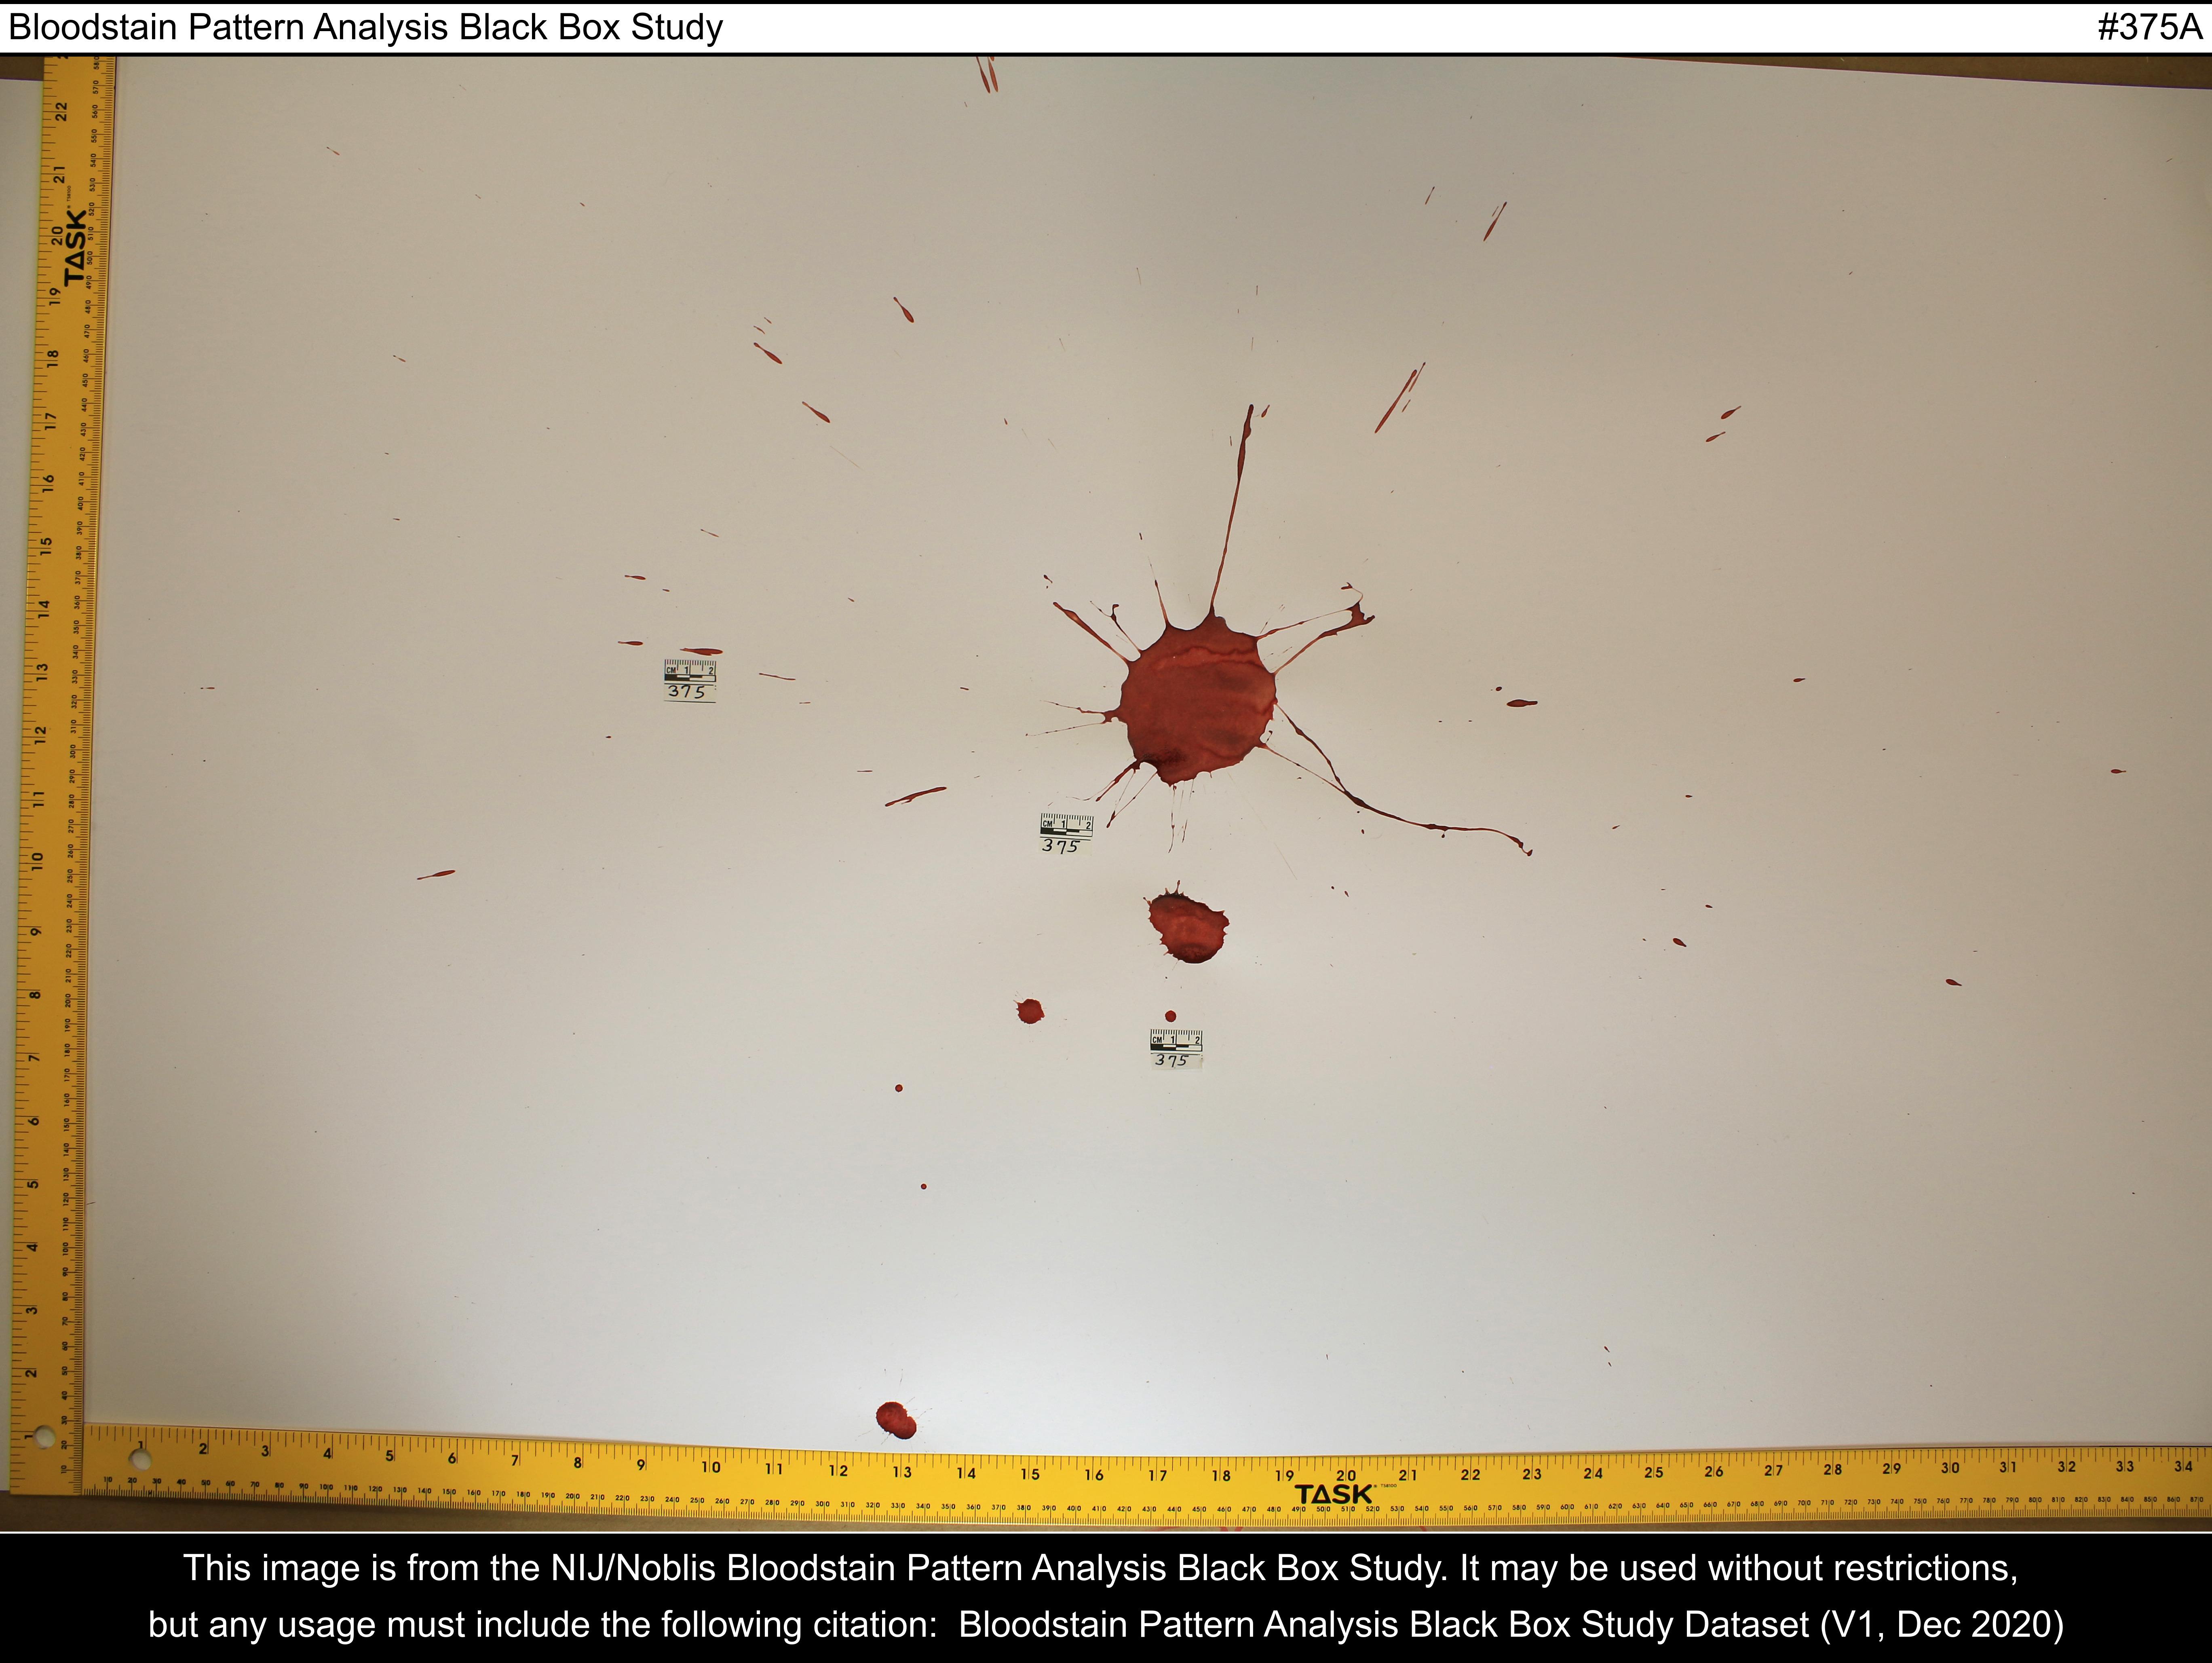 Bloodstain Pattern Analysis Black Box Study #375A
22
21
TASK
20
19
18
17
16
15
14
13
12
11
10
9
8
7
6
5
4
3
2
1
CM 1 2
375
CM 1 2
375
CM 1 2
375
1 2 3 4 5 6 7 8 9 10 11 12 13 14 15 16 17 18 19 20 21 22 23 24 25 26 27 28 29 30 31 32 33 34
TASK
This image is from the NIJ/Noblis Bloodstain Pattern Analysis Black Box Study. It may be used without restrictions,
but any usage must include the following citation: Bloodstain Pattern Analysis Black Box Study Dataset (V1, Dec 2020)